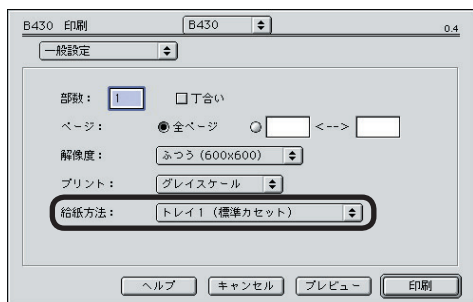 B430 印刷 B430 0.4
一般設定
部数： 1 丁合い
ページ： 全ページ <-->
解像度： ふつう (600x600)
プリント： グレイスケール
給紙方法： トレイ1 (標準カセット)
ヘルプ キャンセル プレビュー 印刷